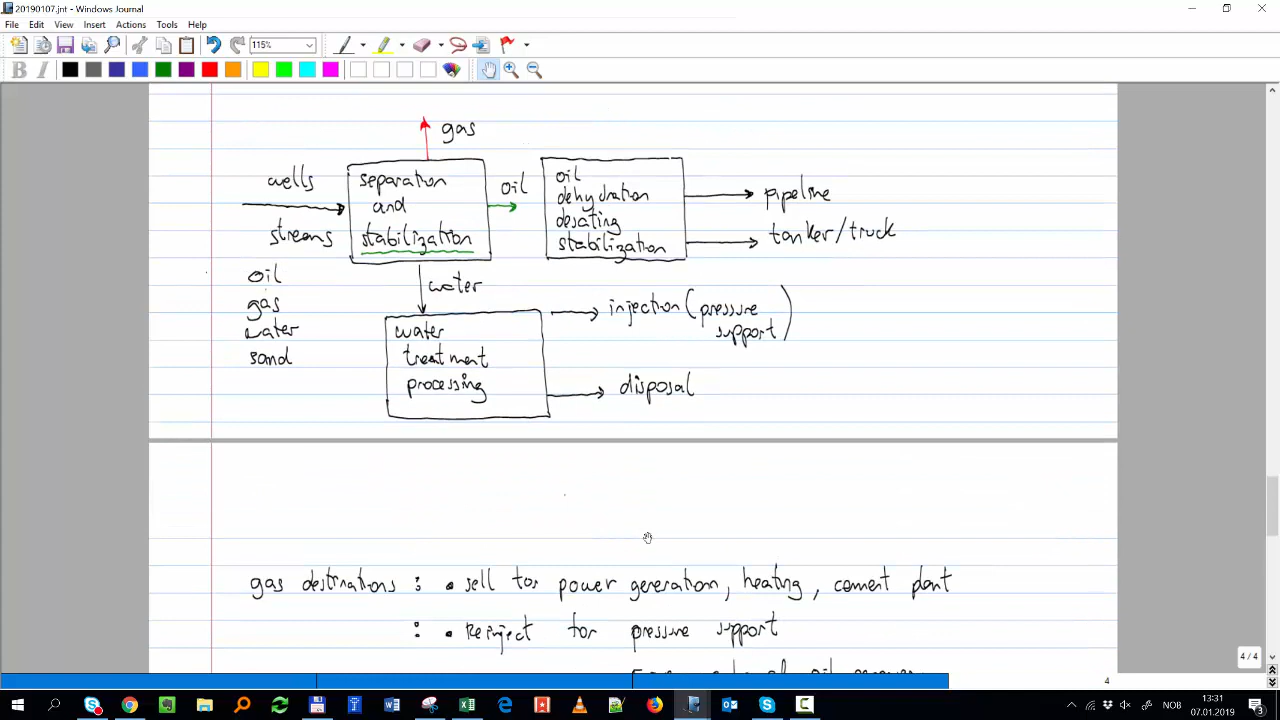 20190107.jnt - Windows Journal
File Edit View Insert Actions Tools Help
115%
B I
gas
wells
streams
separation
and
stabilization
oil
oil
dehydration
desating
stabilization
pipeline
tanker/truck
oil
gas
water
sand
water
water
treatment
processing
injection (pressure
support)
disposal
gas destinations : • sell for power generation, heating, cement plant
: • Reinject for pressure support
4/4
4
NOB
13:31
07.01.2019
3